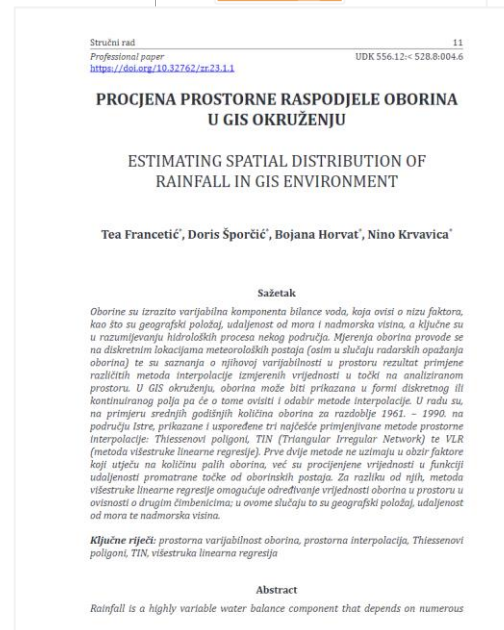 Stručni rad 11
Professional paper UDK 556.12:< 528.8:004.6
https://doi.org/10.32762/zr.23.1.1
PROCJENA PROSTORNE RASPODJELE OBORINA
U GIS OKRUŽENJU
ESTIMATING SPATIAL DISTRIBUTION OF
RAINFALL IN GIS ENVIRONMENT
Tea Francetić*, Doris Šporčić*, Bojana Horvat*, Nino Krvavica*
Sažetak
Oborine su izrazito varijabilna komponenta bilance voda, koja ovisi o nizu faktora,
kao što su geografski položaj, udaljenost od mora i nadmorska visina, a ključne su
u razumijevanju hidroloških procesa nekog područja. Mjerenja oborina provode se
na diskretnim lokacijama meteoroloških postaja (osim u slučaju radarskih opažanja
oborina) te su saznanja o njihovoj varijabilnosti u prostoru rezultat primjene
različitih metoda interpolacije izmjerenih vrijednosti u točki na analiziranom
prostoru. U GIS okruženju, oborina može biti prikazana u formi diskretnog ili
kontinuiranog polja pa će o tome ovisiti i odabir metode interpolacije. U radu su,
na primjeru srednjih godišnjih količina oborina za razdoblje 1961. – 1990. na
području Istre, prikazane i uspoređene tri najčešće primjenjivane metode prostorne
interpolacije: Thiessenovi poligoni, TIN (Triangular Irregular Network) te VLR
(metoda višestruke linearne regresije). Prve dvije metode ne uzimaju u obzir faktore
koji utječu na količinu palih oborina, već su procijenjene vrijednosti u funkciji
udaljenosti promatrane točke od oborinskih postaja. Za razliku od njih, metoda
višestruke linearne regresije omogućuje određivanje vrijednosti oborina u prostoru u
ovisnosti o drugim čimbenicima; u ovome slučaju to su geografski položaj, udaljenost
od mora te nadmorska visina.
Ključne riječi: prostorna varijabilnost oborina, prostorna interpolacija, Thiessenovi
poligoni, TIN, višestruka linearna regresija
Abstract
Rainfall is a highly variable water balance component that depends on numerous